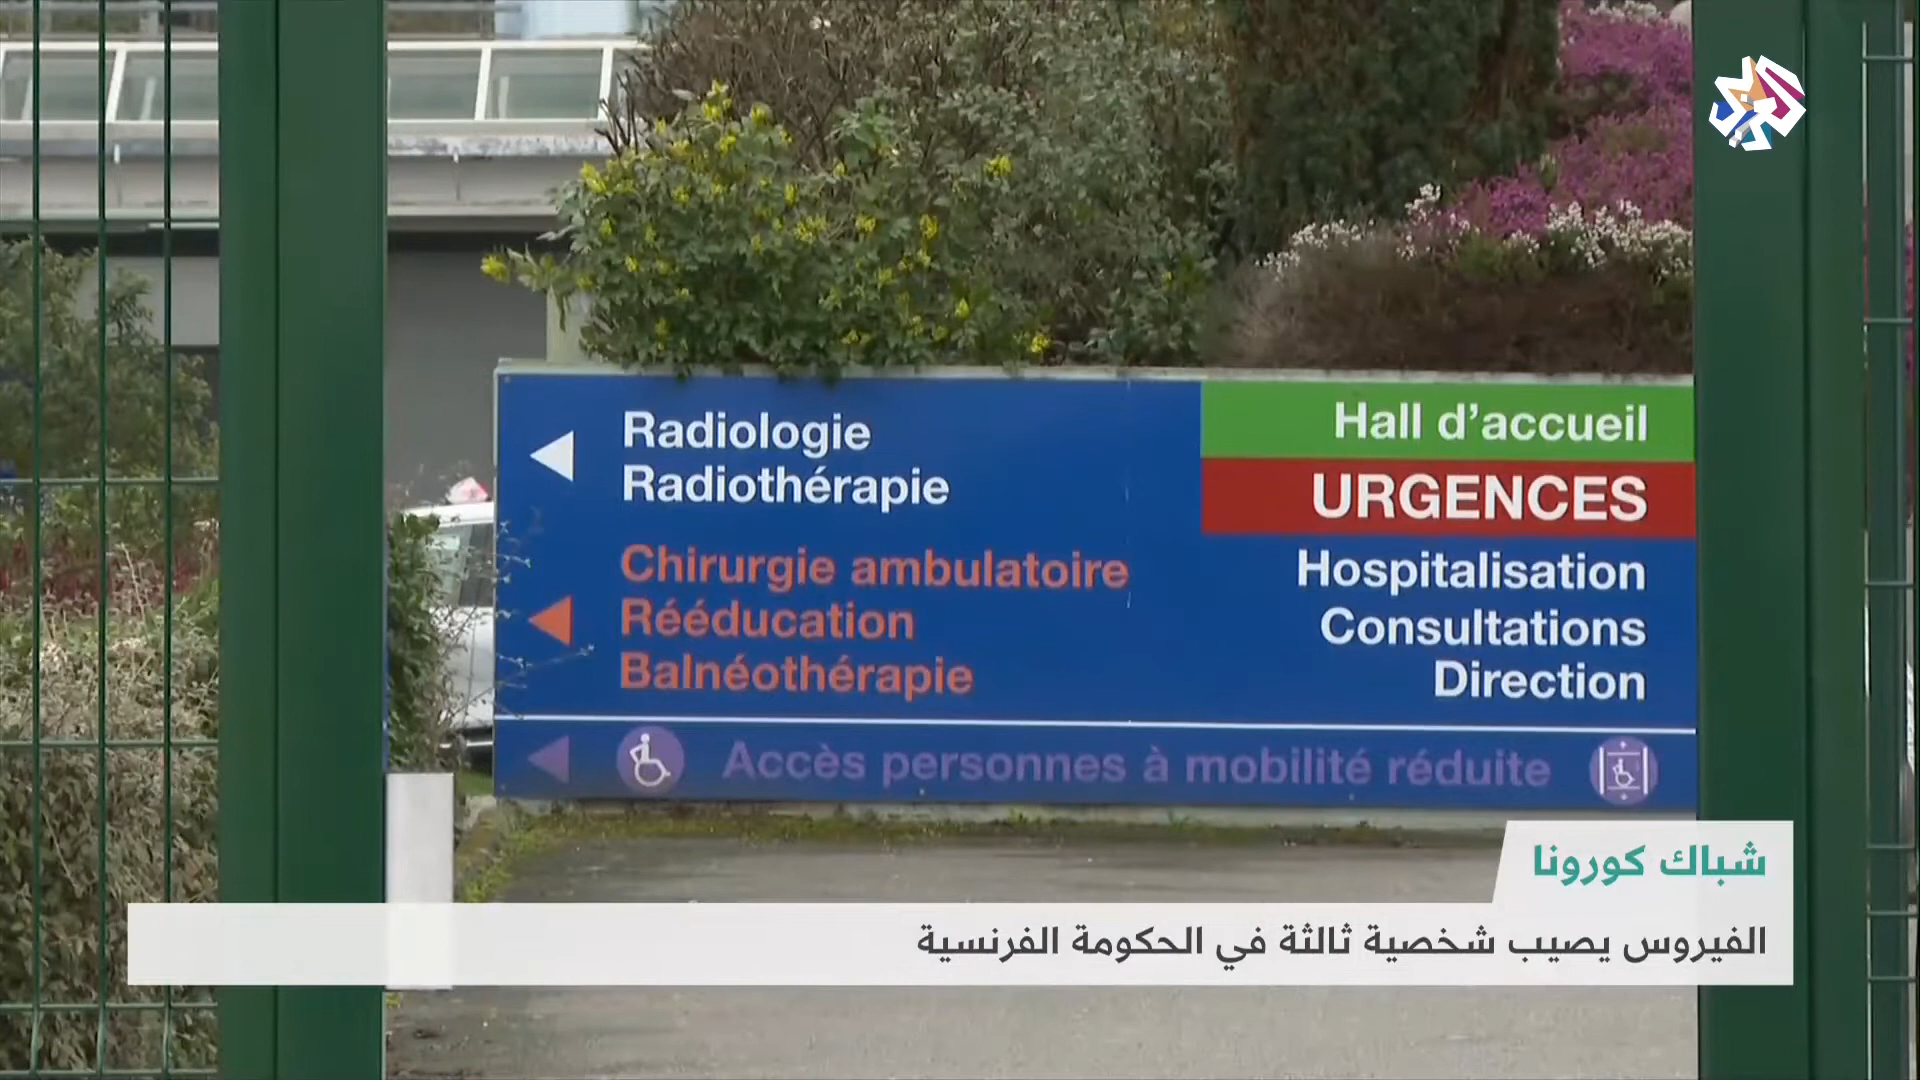 Radiologie
Radiothérapie
Chirurgie ambulatoire
Rééducation
Balnéothérapie
Hall d'accueil
URGENCES
Hospitalisation
Consultations
Direction
Accès personnes à mobilité réduite
شباك كورونا
الفيروس يصيب شخصية ثالثة في الحكومة الفرنسية